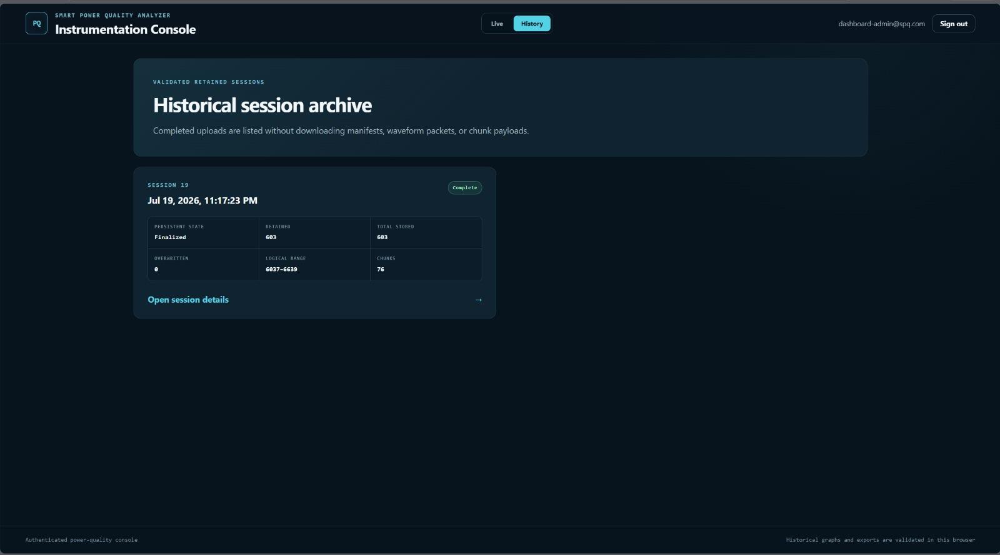 PQ
SMART POWER QUALITY ANALYZER
Instrumentation Console
Live
History
dashboard-admin@spq.com
Sign out
VALIDATED RETAINED SESSIONS
Historical session archive
Completed uploads are listed without downloading manifests, waveform packets, or chunk payloads.
SESSION 19
Complete
Jul 19, 2026, 11:17:23 PM
PERSISTENT STATE
Finalized
RETAINED
603
TOTAL STORED
603
OVERWRITTEN
0
LOGICAL RANGE
6037–6639
CHUNKS
76
Open session details →
Authenticated power-quality console
Historical graphs and exports are validated in this browser